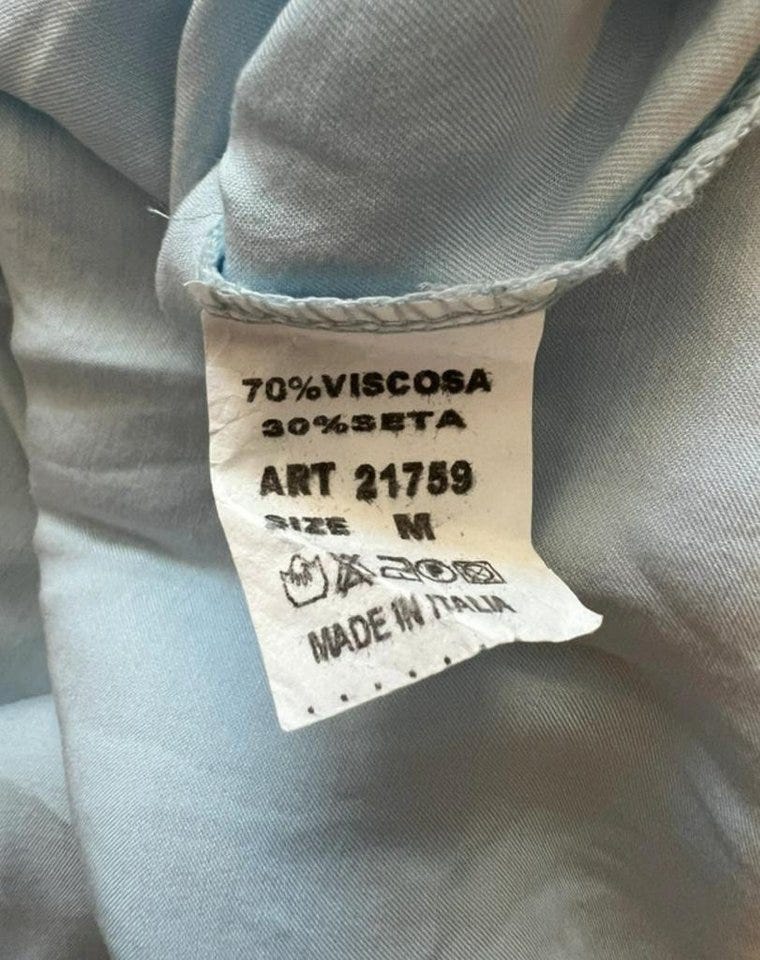 70%VISCOSA
30%SETA
ART 21759
SIZE M
MADE IN ITALIA